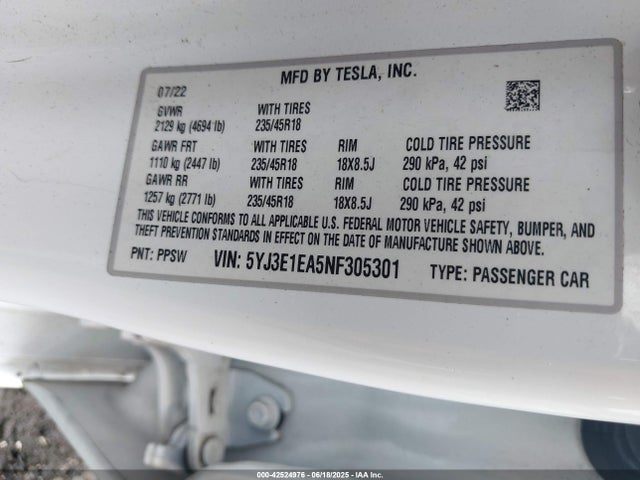 MFD BY TESLA, INC.
07/22
GVWR WITH TIRES
2129 kg (4694 lb) 235/45R18
GAWR FRT WITH TIRES RIM COLD TIRE PRESSURE
1110 kg (2447 lb) 235/45R18 18X8.5J 290 kPa, 42 psi
GAWR RR WITH TIRES RIM COLD TIRE PRESSURE
1257 kg (2771 lb) 235/45R18 18X8.5J 290 kPa, 42 psi
THIS VEHICLE CONFORMS TO ALL APPLICABLE U.S. FEDERAL MOTOR VEHICLE SAFETY, BUMPER, AND
THEFT PREVENTION STANDARDS IN EFFECT ON THE DATE OF MANUFACTURE SHOWN ABOVE.
PNT: PPSW VIN: 5YJ3E1EA5NF305301 TYPE: PASSENGER CAR
000-42524976 - 06/18/2025 - IAA Inc.